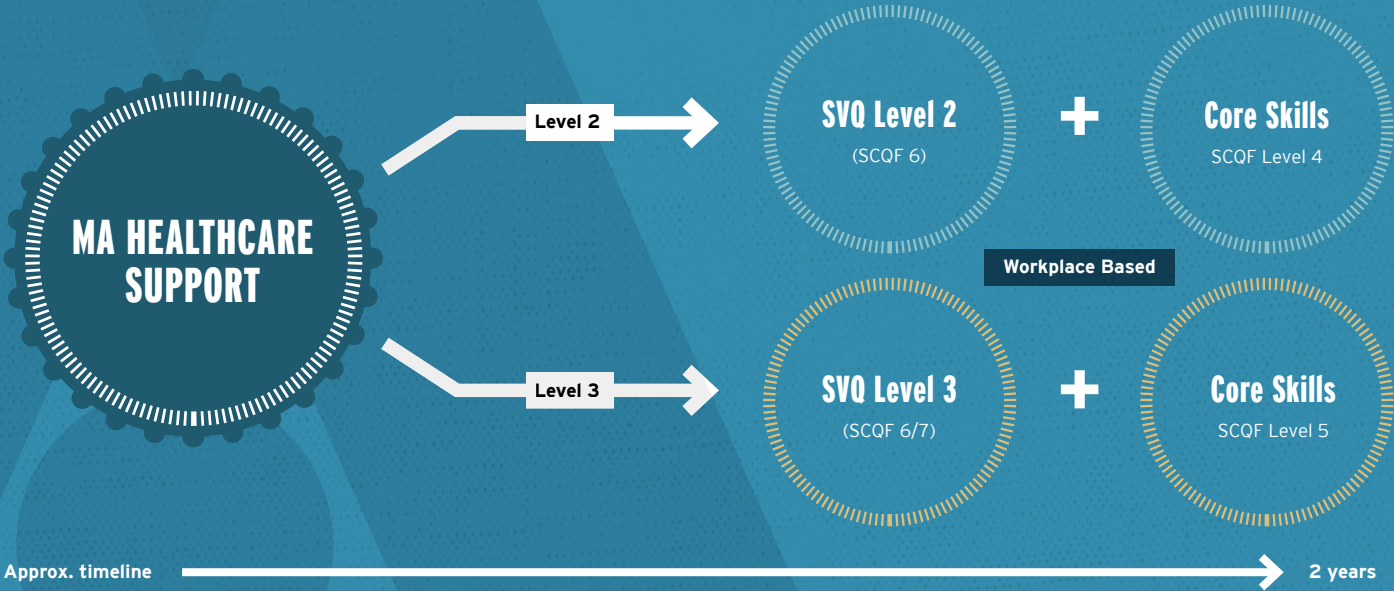 MA HEALTHCARE
SUPPORT
Level 2
SVQ Level 2
(SCQF 6)
+
Core Skills
SCQF Level 4
Workplace Based
Level 3
SVQ Level 3
(SCQF 6/7)
+
Core Skills
SCQF Level 5
Approx. timeline
2 years